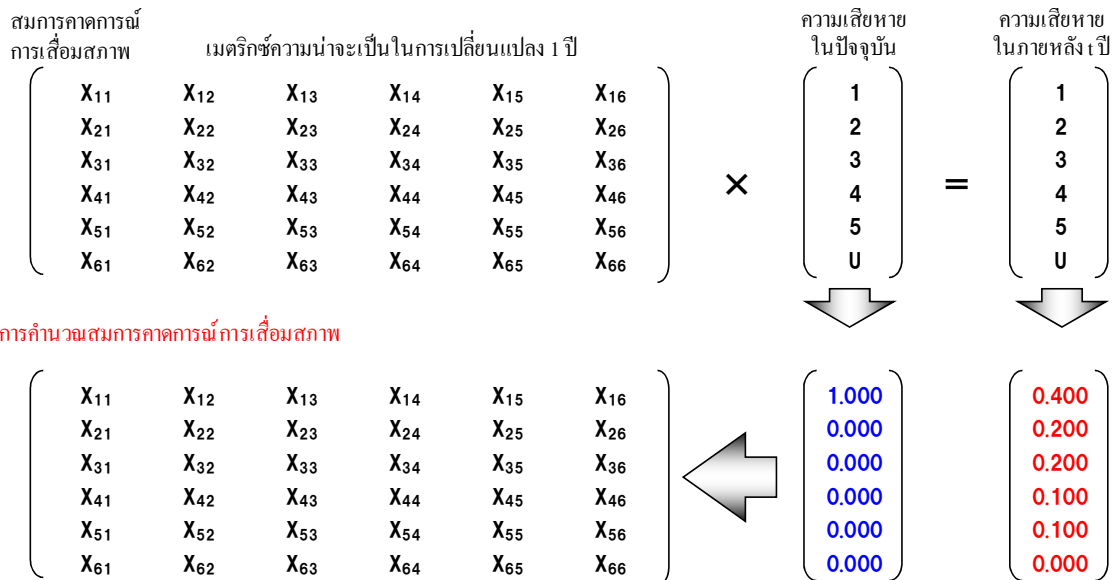 สมการคาดการณ์
การเสื่อมสภาพ
เมตริกซ์ความน่าจะเป็นในการเปลี่ยนแปลง 1 ปี
ความเสียหาย
ในปัจจุบัน
ความเสียหาย
ในภายหลัง t ปี
X11 X12 X13 X14 X15 X16 1 1
X21 X22 X23 X24 X25 X26 2 2
X31 X32 X33 X34 X35 X36 3 3
X41 X42 X43 X44 X45 X46 × 4 = 4
X51 X52 X53 X54 X55 X56 5 5
X61 X62 X63 X64 X65 X66 U U
การคำนวณสมการคาดการณ์การเสื่อมสภาพ
X11 X12 X13 X14 X15 X16 1.000 0.400
X21 X22 X23 X24 X25 X26 0.000 0.200
X31 X32 X33 X34 X35 X36 0.000 0.200
X41 X42 X43 X44 X45 X46 0.000 0.100
X51 X52 X53 X54 X55 X56 0.000 0.100
X61 X62 X63 X64 X65 X66 0.000 0.000